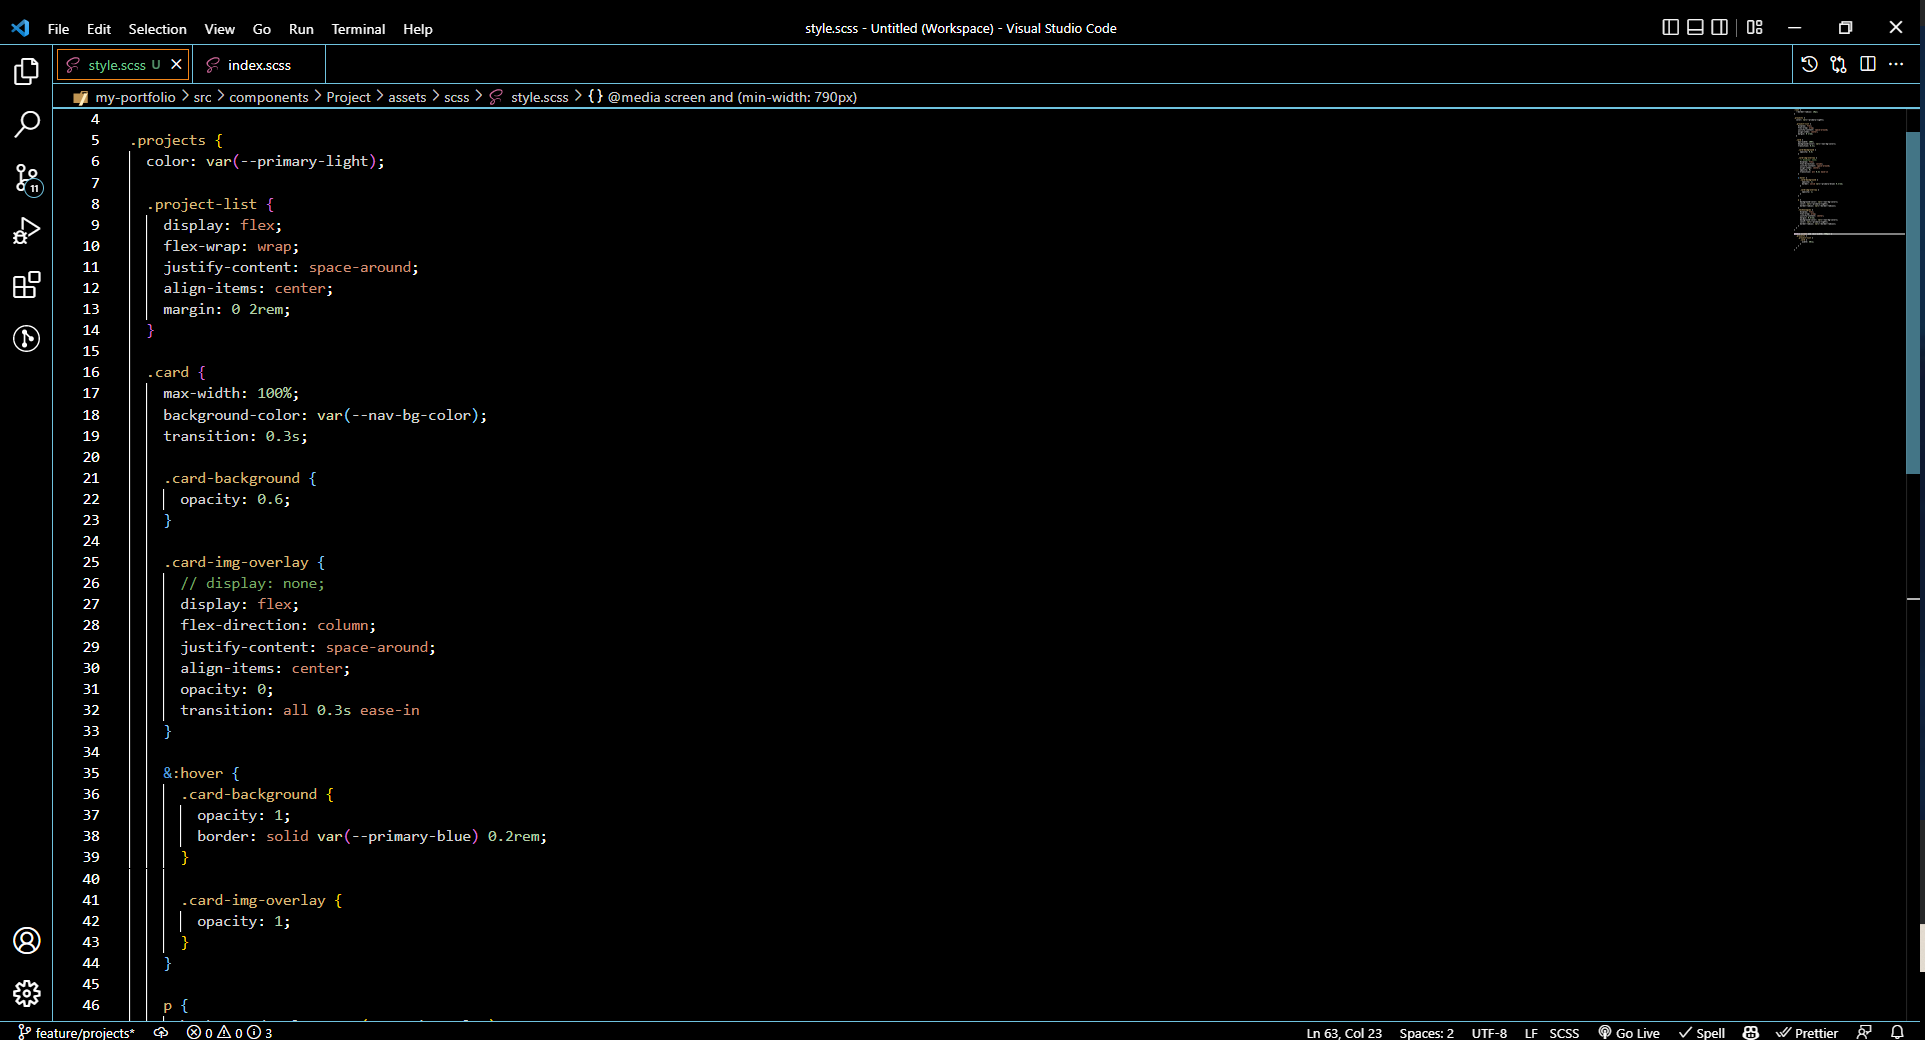 File Edit Selection View Go Run Terminal Help
style.scss - Untitled (Workspace) - Visual Studio Code
style.scss U
index.scss
my-portfolio > src > components > Project > assets > scss > style.scss > {} @media screen and (min-width: 790px)
4
5 .projects {
6 color: var(--primary-light);
7
8 .project-list {
9 display: flex;
10 flex-wrap: wrap;
11 justify-content: space-around;
12 align-items: center;
13 margin: 0 2rem;
14 }
15
16 .card {
17 max-width: 100%;
18 background-color: var(--nav-bg-color);
19 transition: 0.3s;
20
21 .card-background {
22 opacity: 0.6;
23 }
24
25 .card-img-overlay {
26 // display: none;
27 display: flex;
28 flex-direction: column;
29 justify-content: space-around;
30 align-items: center;
31 opacity: 0;
32 transition: all 0.3s ease-in
33 }
34
35 &:hover {
36 .card-background {
37 opacity: 1;
38 border: solid var(--primary-blue) 0.2rem;
39 }
40
41 .card-img-overlay {
42 opacity: 1;
43 }
44 }
45
46 p {
11
feature/projects* 0 0 3
Ln 63, Col 23 Spaces: 2 UTF-8 LF SCSS Go Live Spell Prettier